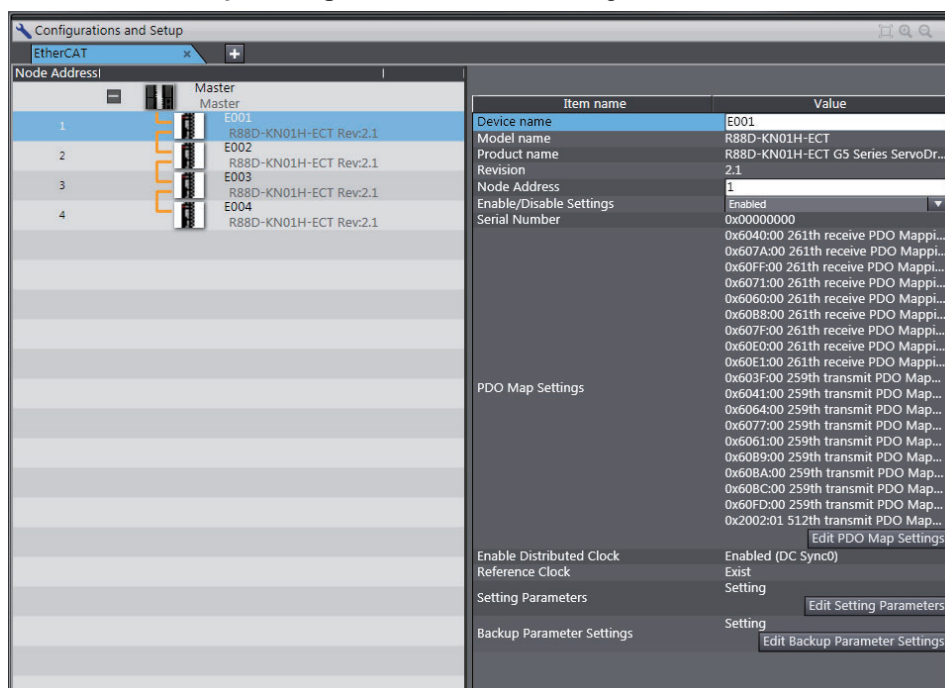 Configurations and Setup
EtherCAT × +
Node Address
Master
Master
1 E001
R88D-KN01H-ECT Rev:2.1
2 E002
R88D-KN01H-ECT Rev:2.1
3 E003
R88D-KN01H-ECT Rev:2.1
4 E004
R88D-KN01H-ECT Rev:2.1
Item name Value
Device name E001
Model name R88D-KN01H-ECT
Product name R88D-KN01H-ECT G5 Series ServoDr...
Revision 2.1
Node Address 1
Enable/Disable Settings Enabled
Serial Number 0x00000000
PDO Map Settings
0x6040:00 261th receive PDO Mappi...
0x607A:00 261th receive PDO Mappi...
0x60FF:00 261th receive PDO Mappi...
0x6071:00 261th receive PDO Mappi...
0x6060:00 261th receive PDO Mappi...
0x60B8:00 261th receive PDO Mappi...
0x607F:00 261th receive PDO Mappi...
0x60E0:00 261th receive PDO Mappi...
0x60E1:00 261th receive PDO Mappi...
0x603F:00 259th transmit PDO Map...
0x6041:00 259th transmit PDO Map...
0x6064:00 259th transmit PDO Map...
0x6077:00 259th transmit PDO Map...
0x6061:00 259th transmit PDO Map...
0x60B9:00 259th transmit PDO Map...
0x60BA:00 259th transmit PDO Map...
0x60BC:00 259th transmit PDO Map...
0x60FD:00 259th transmit PDO Map...
0x2002:01 512th transmit PDO Map...
Edit PDO Map Settings
Enable Distributed Clock Enabled (DC Sync0)
Reference Clock Exist
Setting Parameters Setting
Edit Setting Parameters
Backup Parameter Settings Setting
Edit Backup Parameter Settings